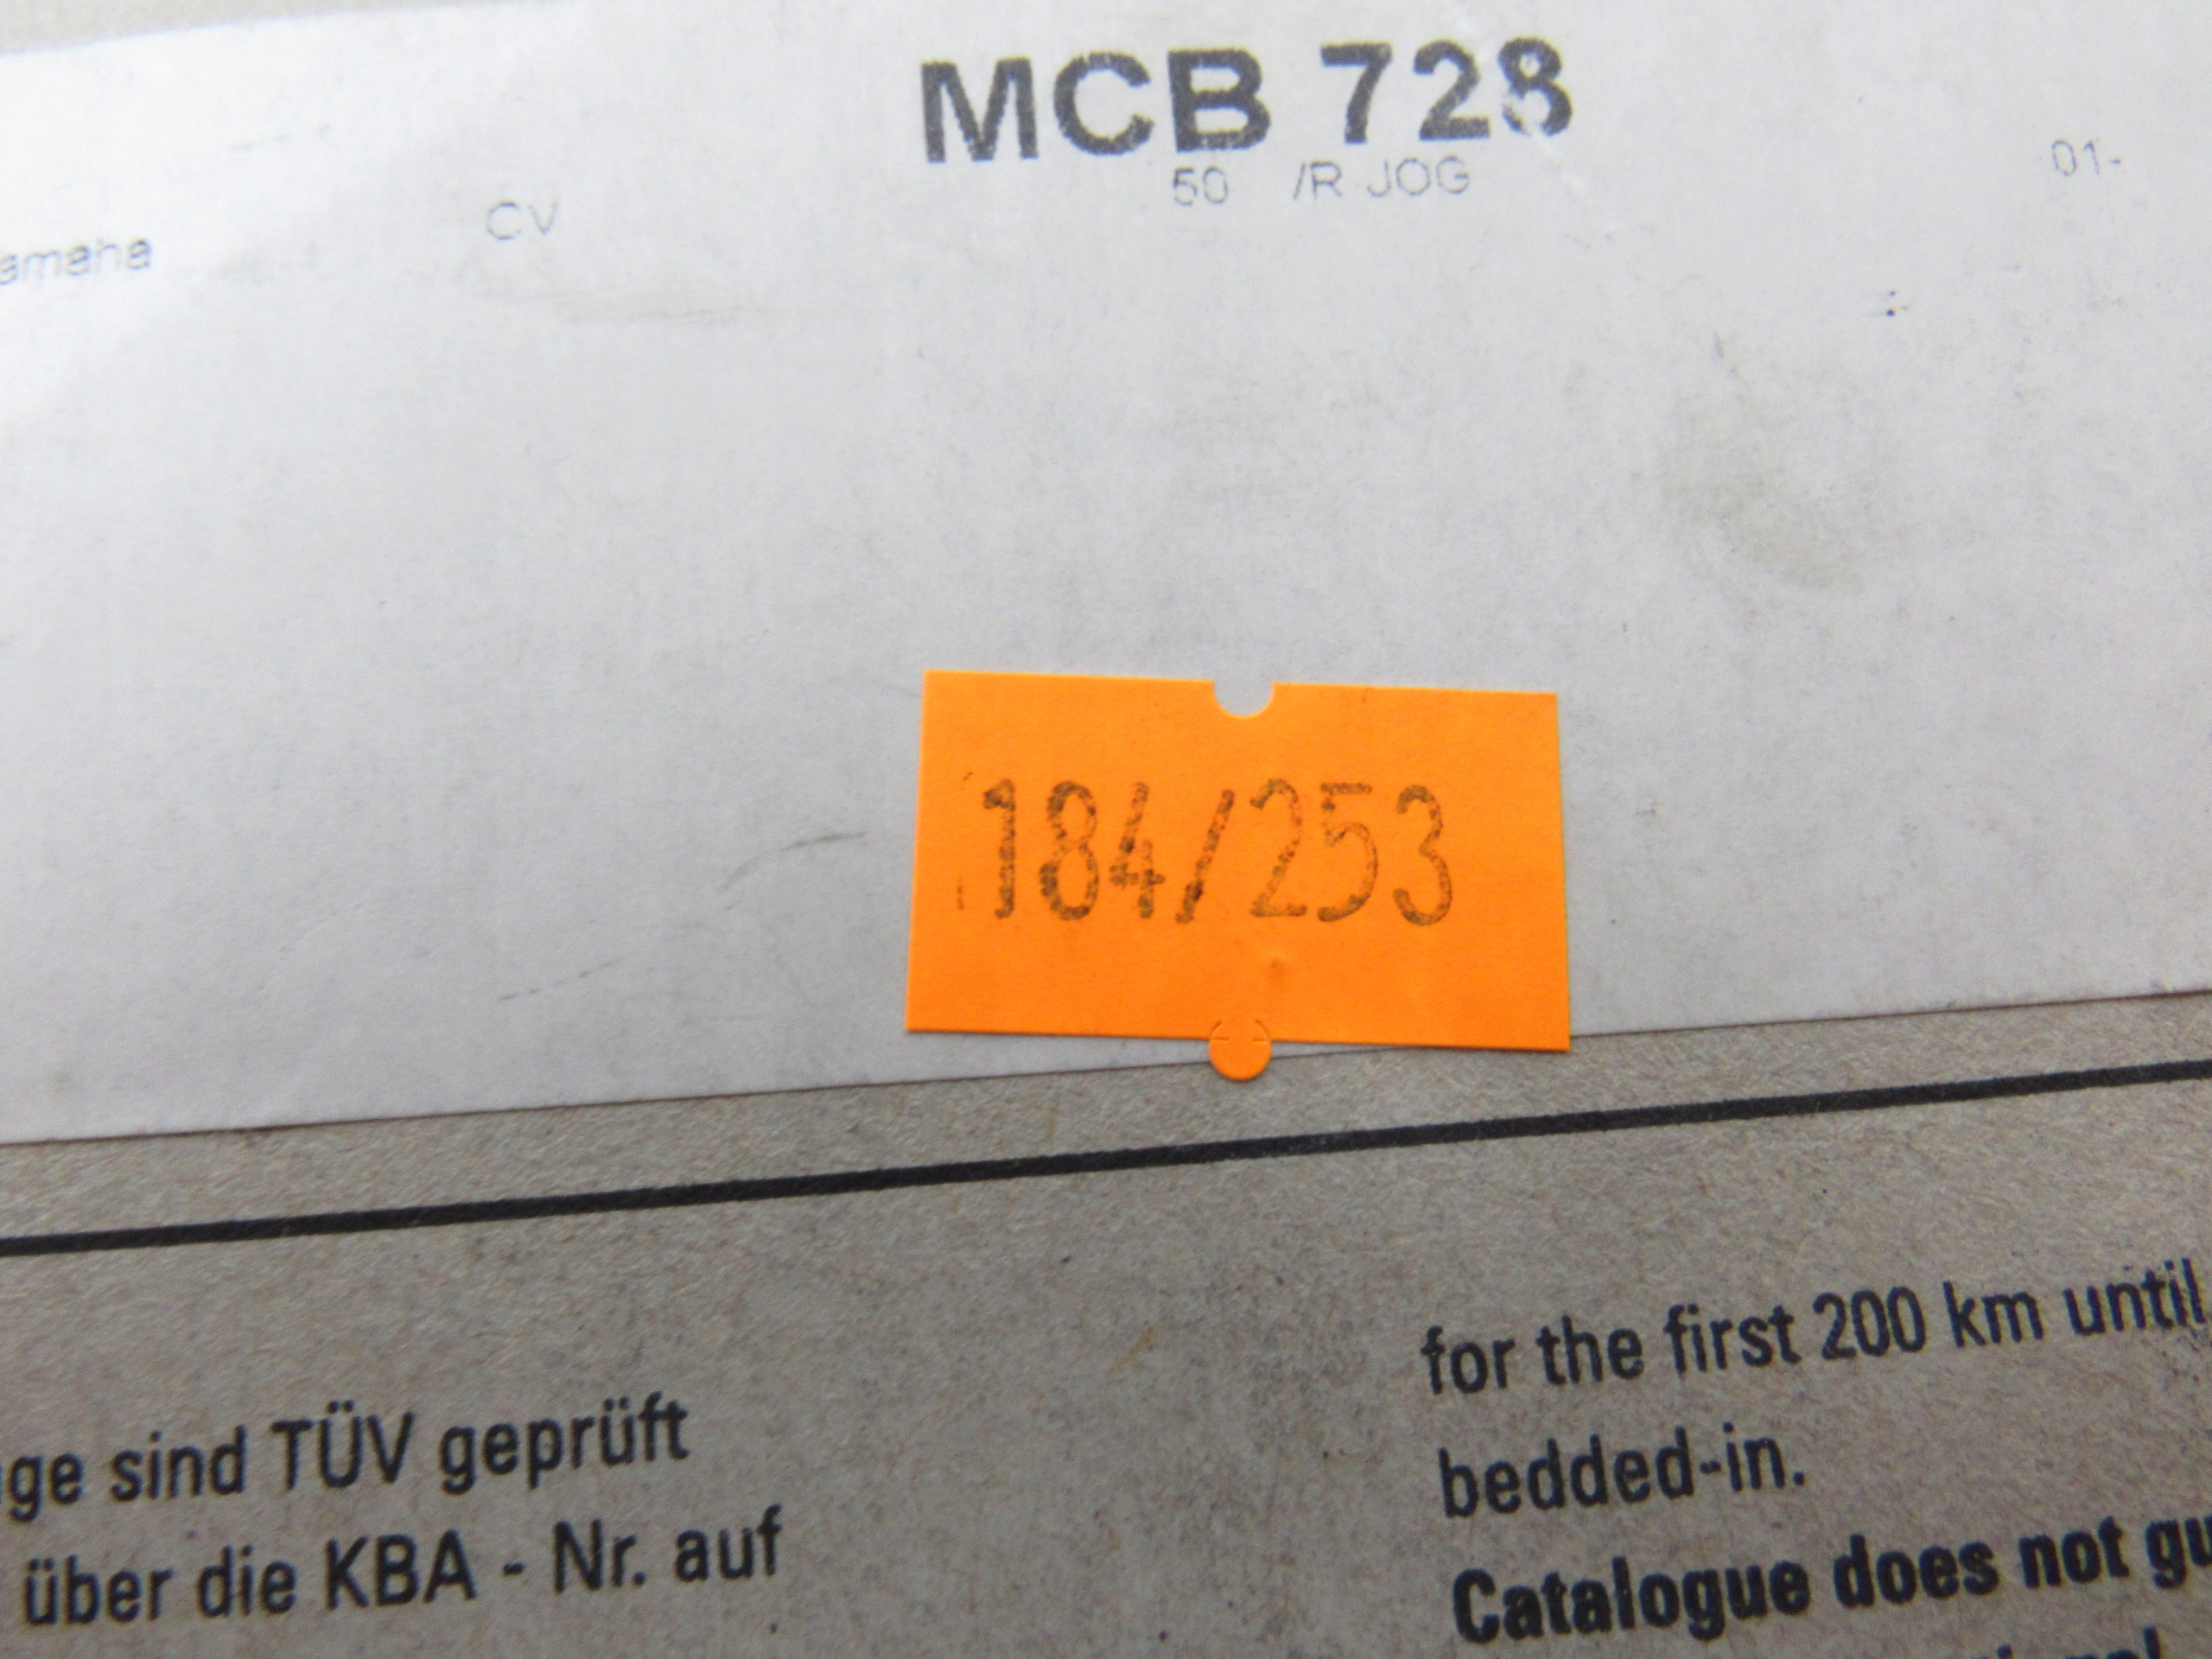 MCB 728
amaha CV 50 /R JOG 01-
184/253
for the first 200 km until
bedded-in.
Catalogue does not gu
ge sind TÜV geprüft
über die KBA - Nr. auf